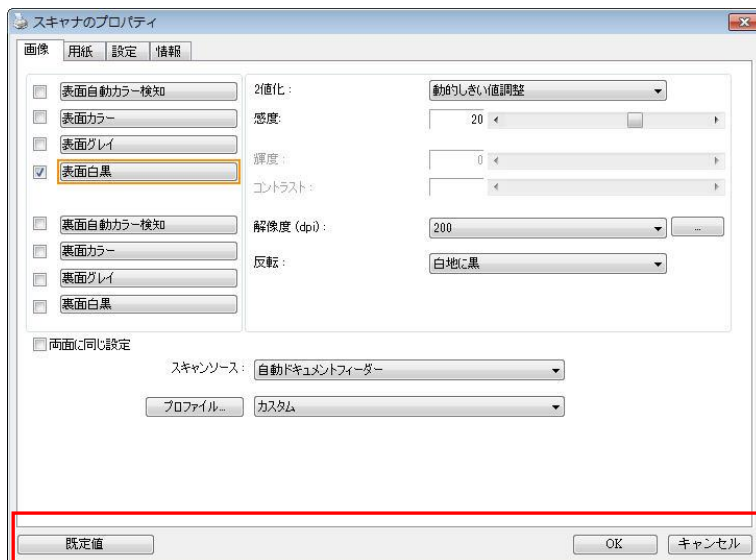 スキャナのプロパティ
画像 用紙 設定 情報
表面自動カラー検知
表面カラー
表面グレイ
表面白黒
裏面自動カラー検知
裏面カラー
裏面グレイ
裏面白黒
2値化: 動的しきい値調整
感度: 20
輝度: 0
コントラスト:
解像度 (dpi): 200 ...
反転: 白地に黒
両面に同じ設定
スキャンソース: 自動ドキュメントフィーダー
プロファイル... カスタム
既定値 OK キャンセル